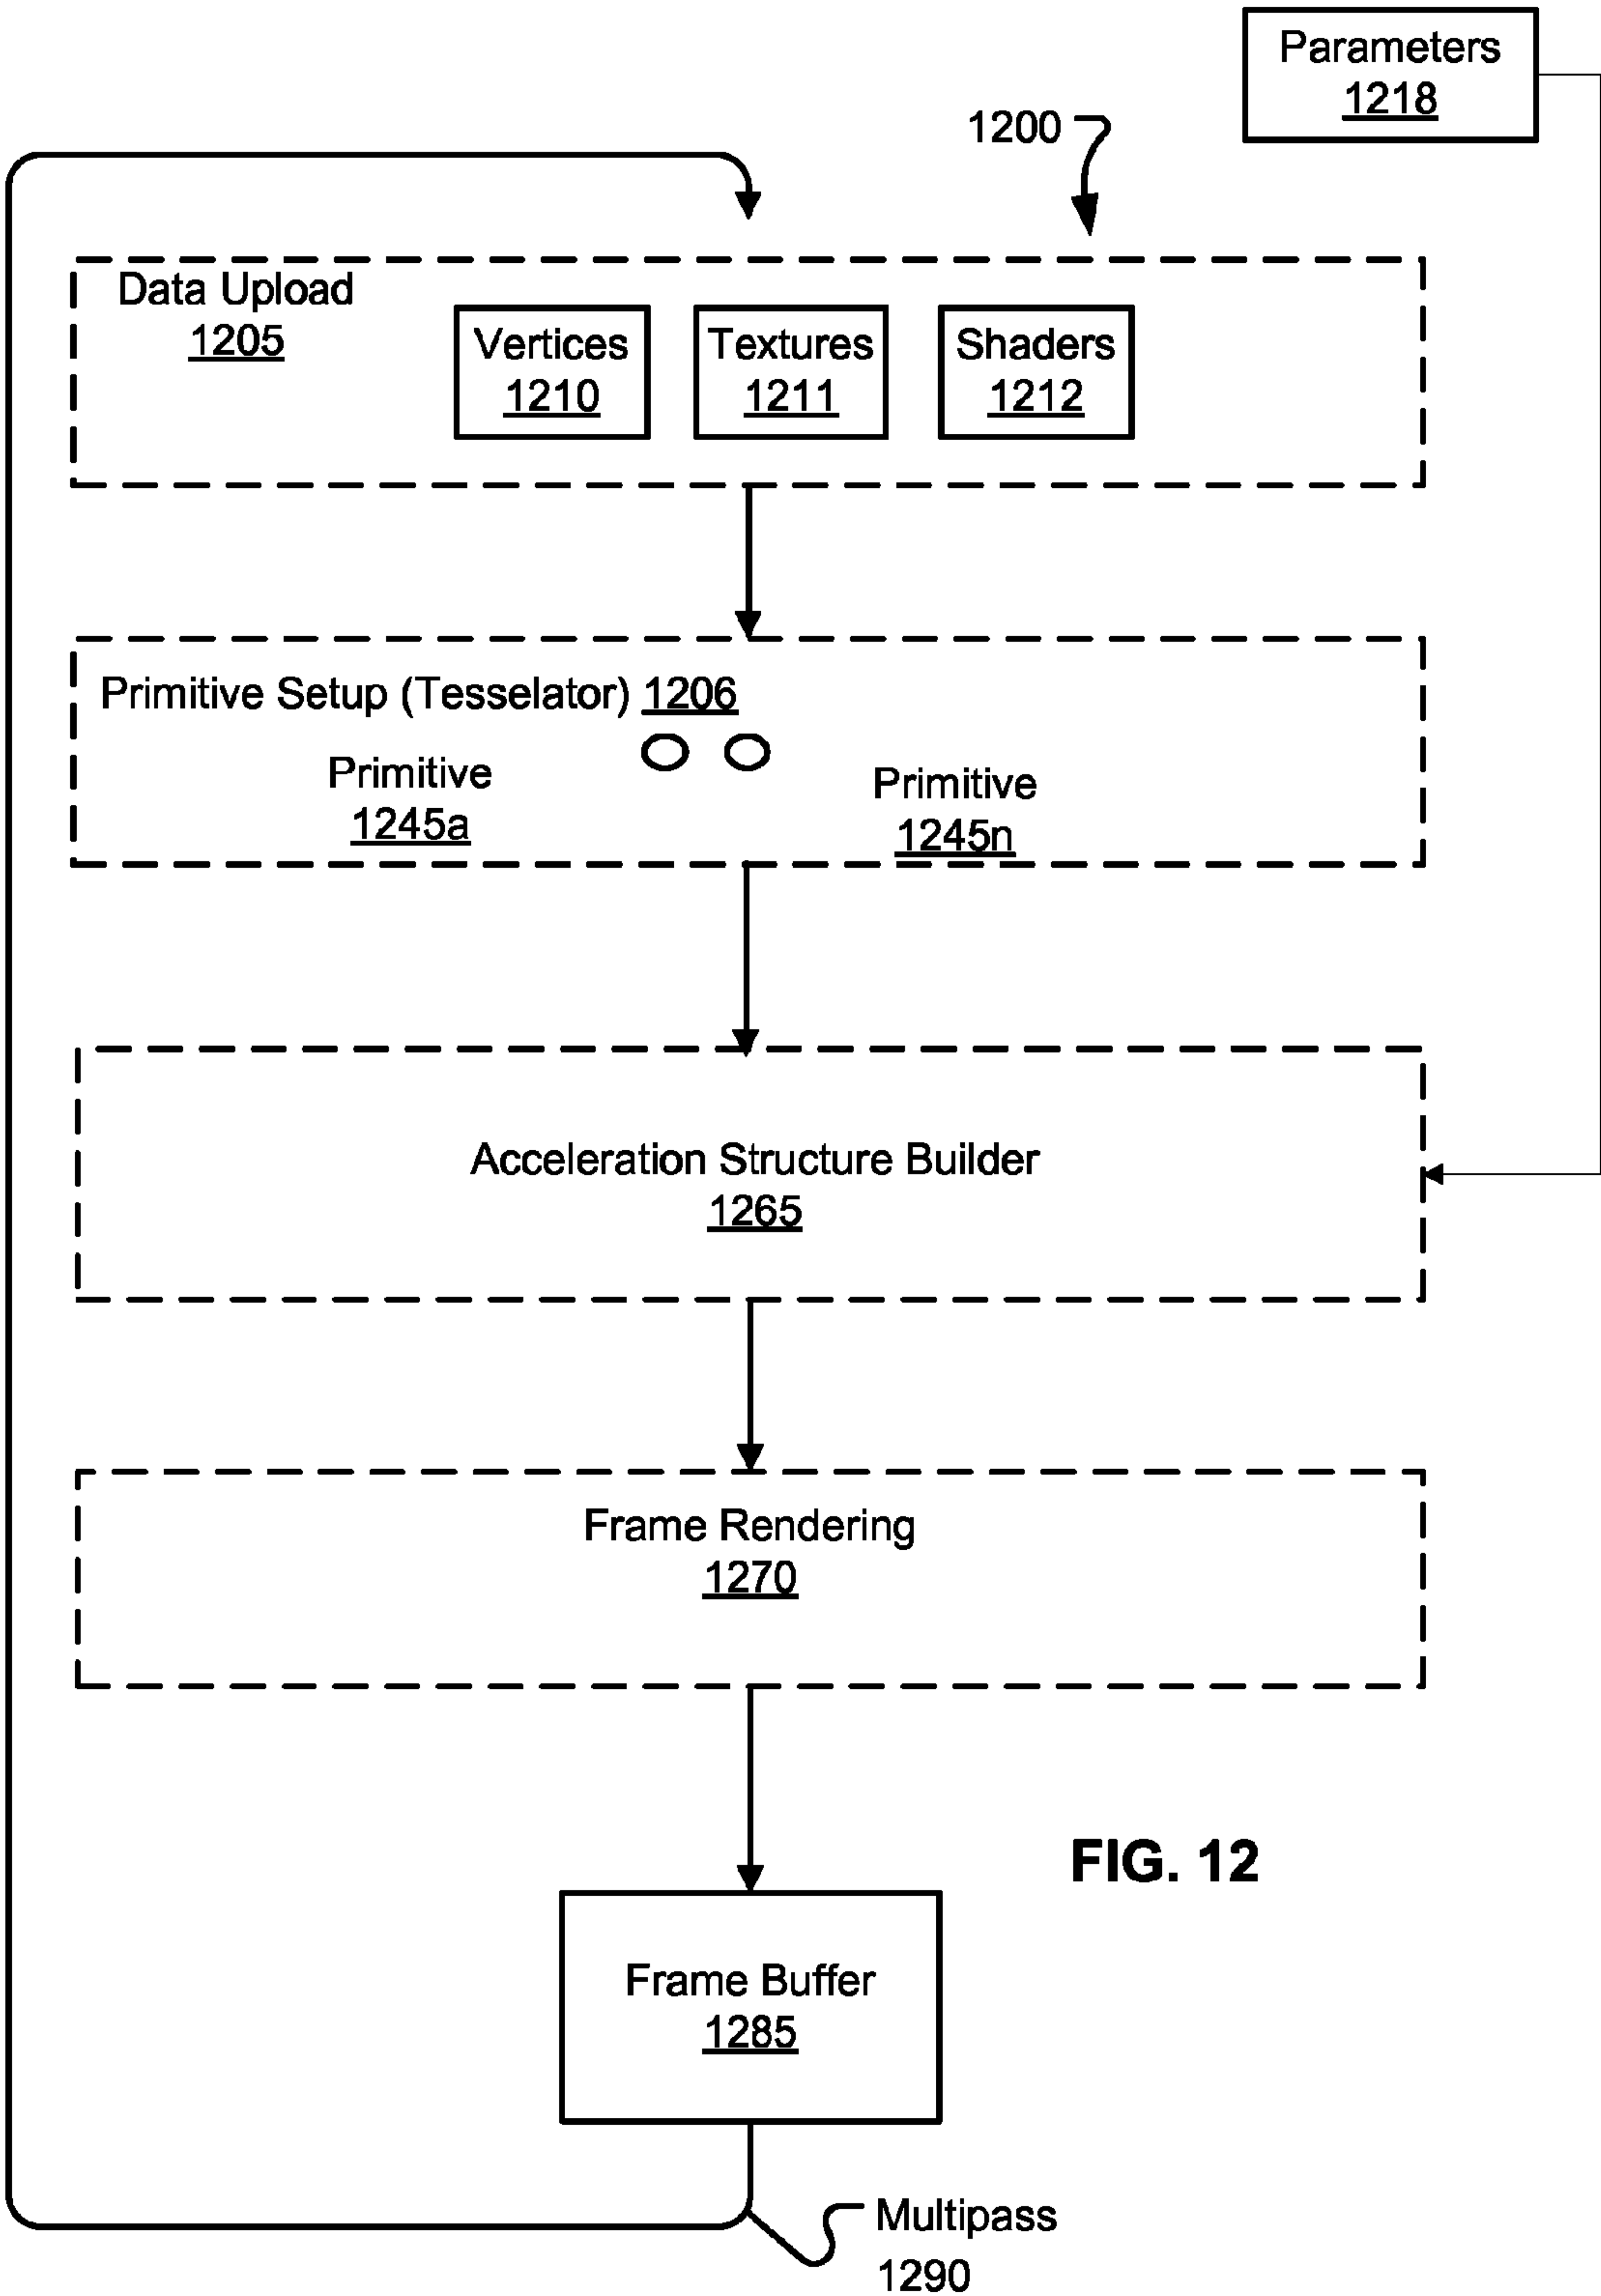 Parameters
1218
1200
Data Upload
1205
Vertices
1210
Textures
1211
Shaders
1212
Primitive Setup (Tesselator) 1206
Primitive
1245a
Primitive
1245n
Acceleration Structure Builder
1265
Frame Rendering
1270
FIG. 12
Frame Buffer
1285
Multipass
1290